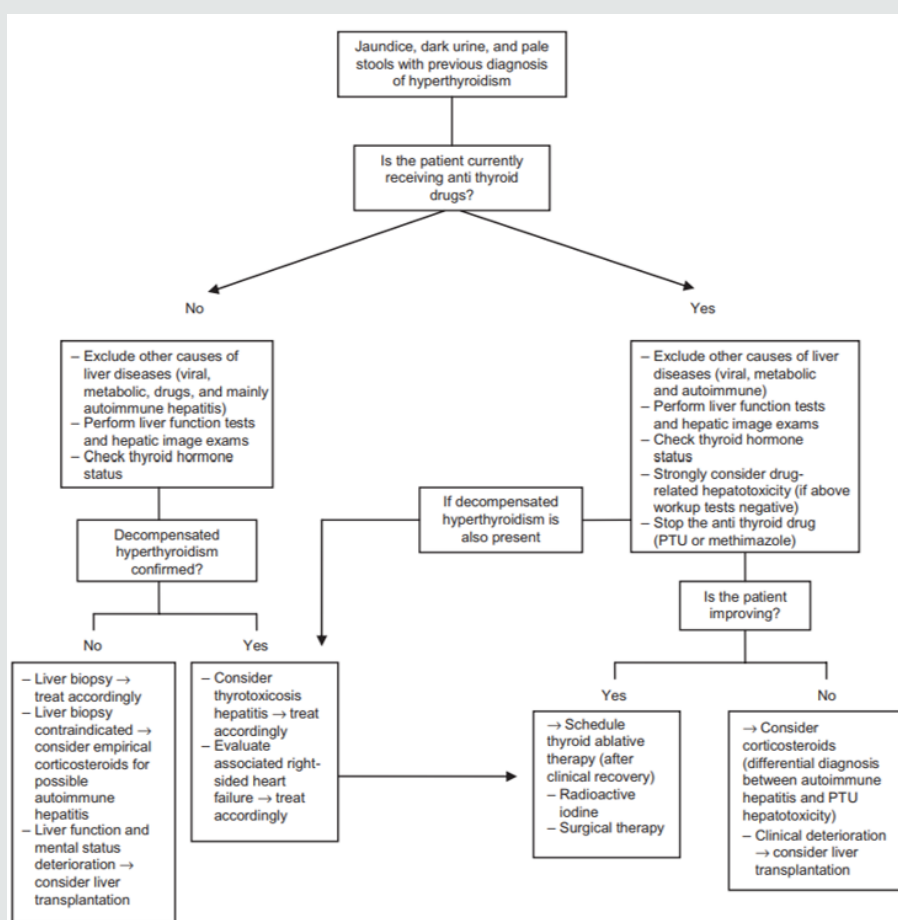 Jaundice, dark urine, and pale
stools with previous diagnosis
of hyperthyroidism
Is the patient currently
receiving anti thyroid
drugs?
No
Yes
– Exclude other causes of
liver diseases (viral,
metabolic, drugs, and mainly
autoimmune hepatitis)
– Perform liver function tests
and hepatic image exams
– Check thyroid hormone
status
– Exclude other causes of liver
diseases (viral, metabolic
and autoimmune)
– Perform liver function tests
and hepatic image exams
– Check thyroid hormone
status
– Strongly consider drug-
related hepatotoxicity (if above
workup tests negative)
– Stop the anti thyroid drug
(PTU or methimazole)
If decompensated
hyperthyroidism is
also present
Decompensated
hyperthyroidism
confirmed?
Is the patient
improving?
No
Yes
– Liver biopsy →
treat accordingly
– Liver biopsy
contraindicated →
consider empirical
corticosteroids for
possible
autoimmune
hepatitis
– Liver function and
mental status
deterioration →
consider liver
transplantation
– Consider
thyrotoxicosis
hepatitis → treat
accordingly
– Evaluate
associated right-
sided heart
failure → treat
accordingly
Yes
No
→ Schedule
thyroid ablative
therapy (after
clinical recovery)
– Radioactive
iodine
– Surgical therapy
→ Consider
corticosteroids
(differential diagnosis
between autoimmune
hepatitis and PTU
hepatotoxicity)
– Clinical deterioration
→ consider liver
transplantation